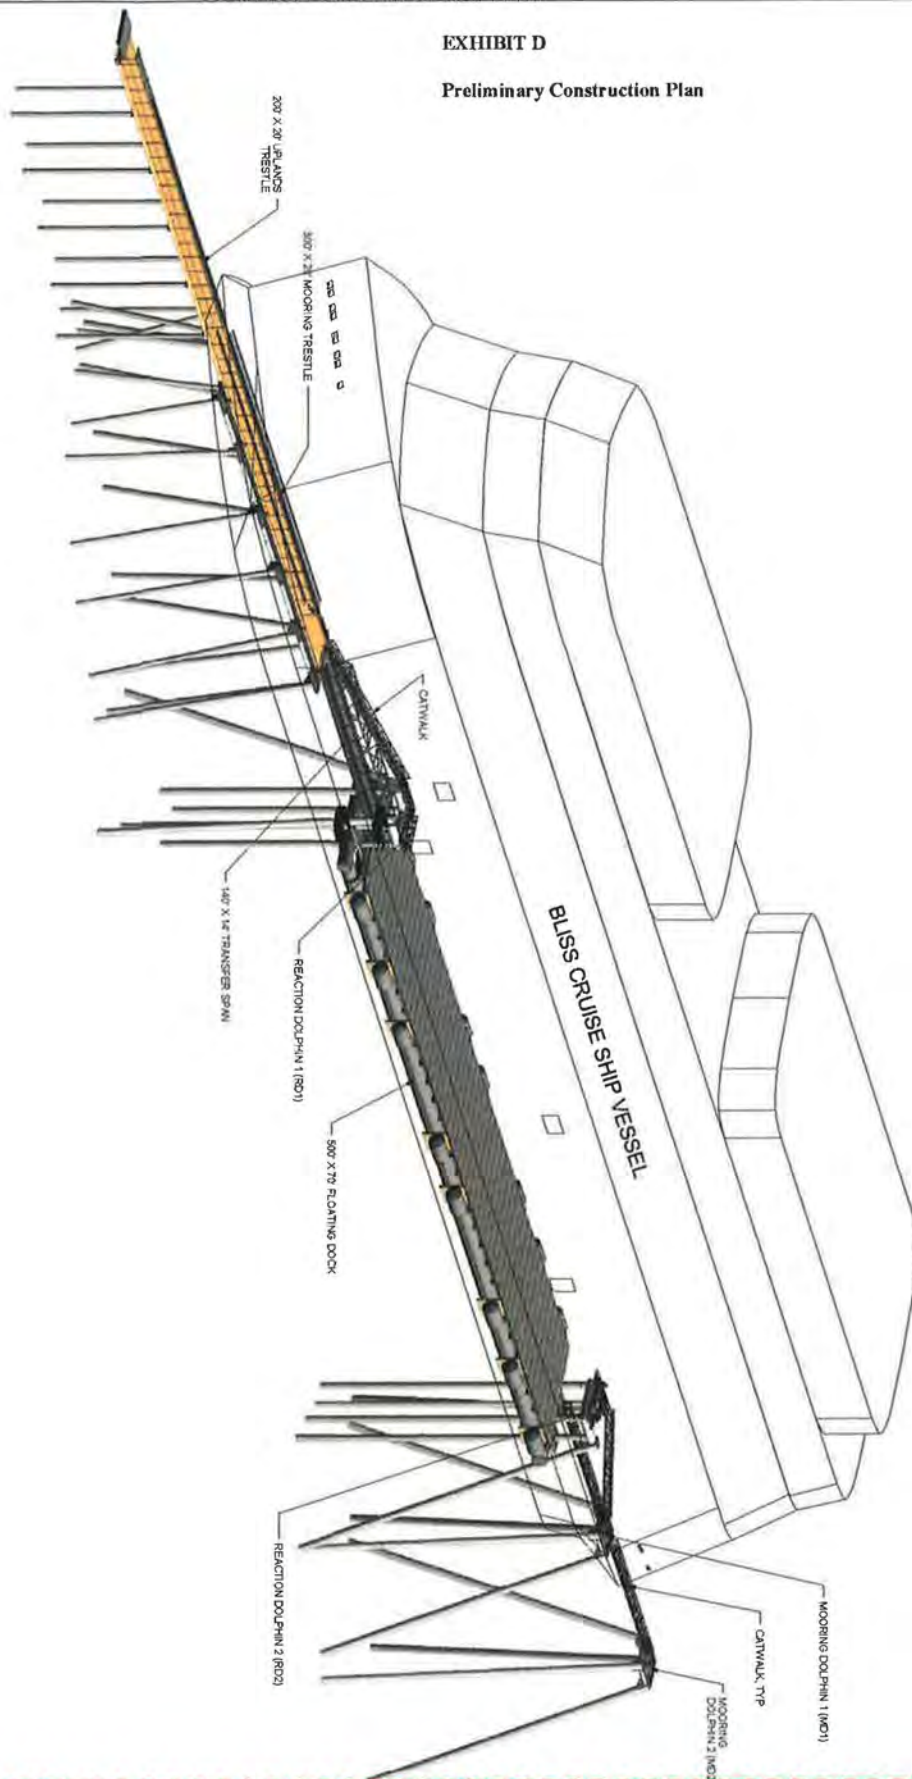 EXHIBIT D
Preliminary Construction Plan
200' X 20' UPLANDS
TRESTLE
300' X 20' MOORING TRESTLE
CATWALK
140' X 14' TRANSFER SPAN
REACTION DOLPHIN 1 (RD1)
BLISS CRUISE SHIP VESSEL
500' X 70' FLOATING DOCK
REACTION DOLPHIN 2 (RD2)
MOORING DOLPHIN 1 (MD1)
CATWALK, TYP
MOORING
DOLPHIN 2 (MD2